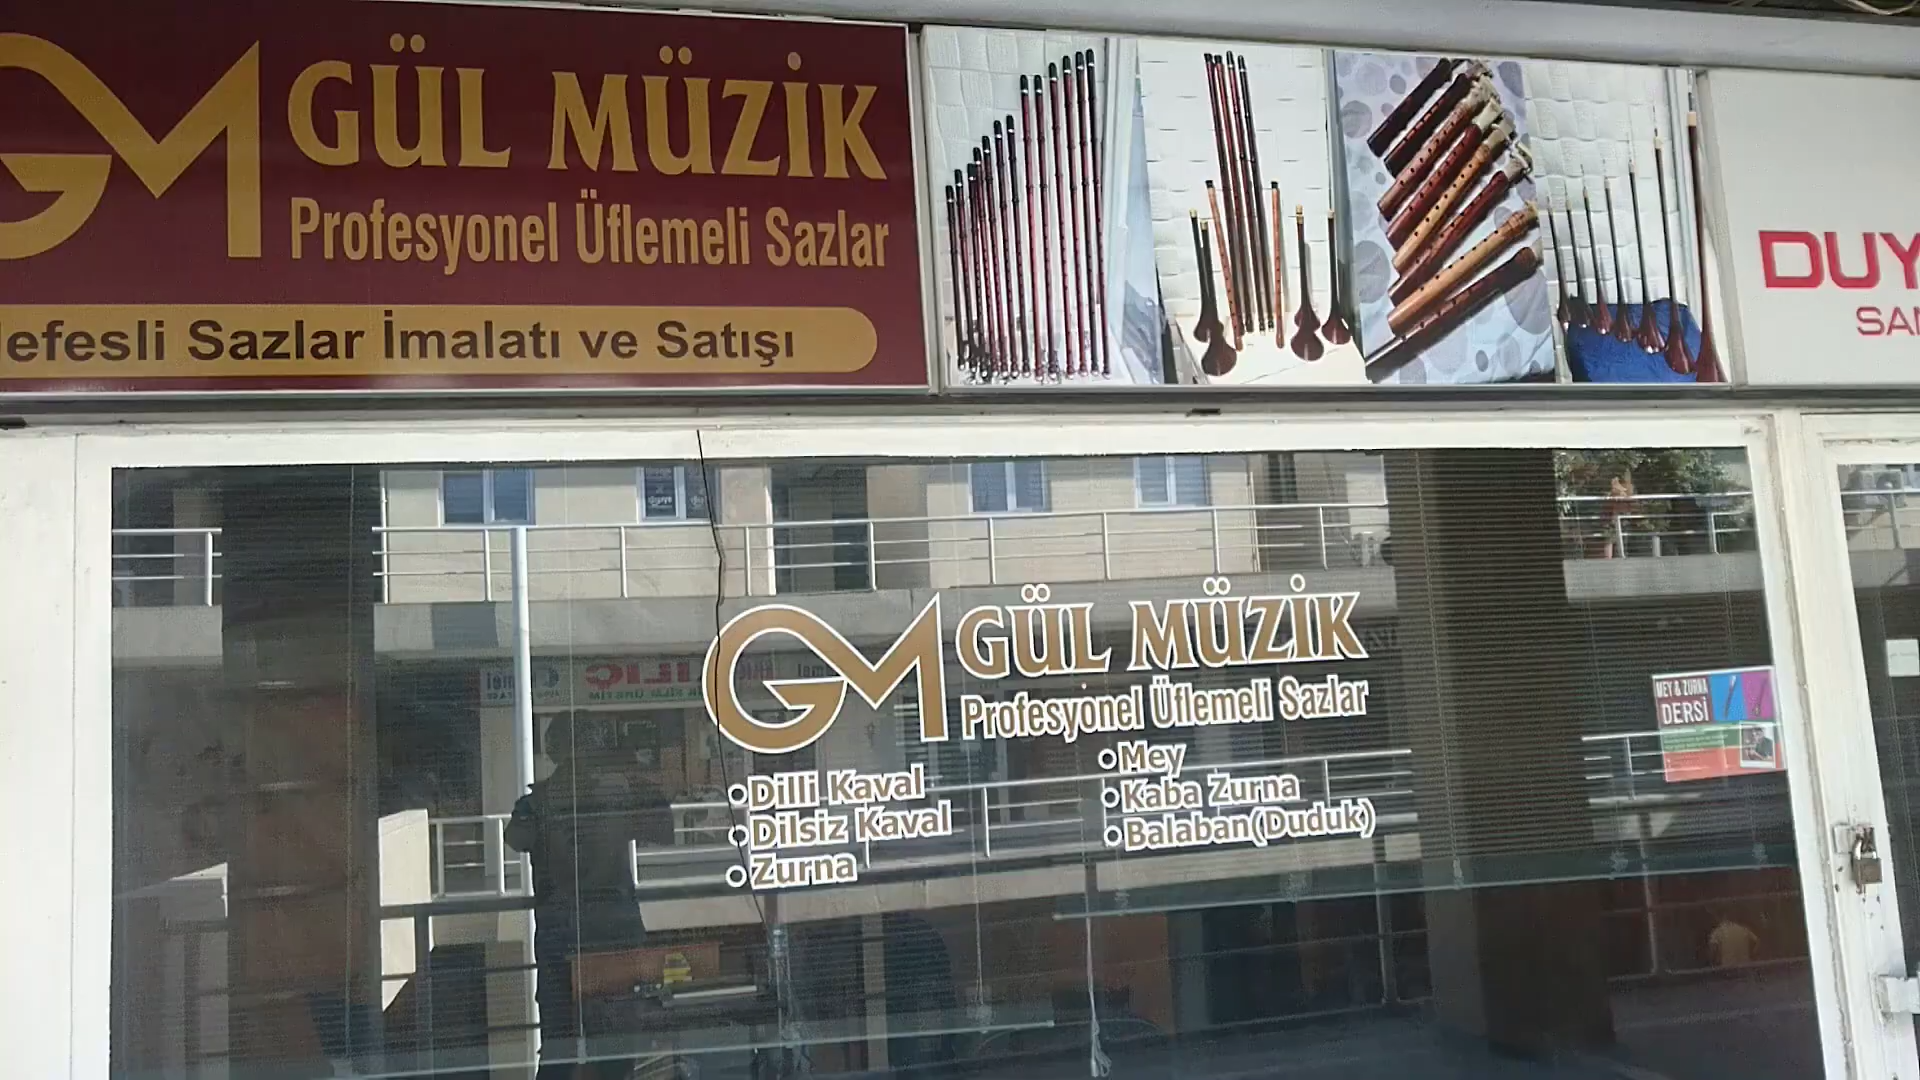 GM GÜL MÜZİK
Profesyonel Üflemeli Sazlar
efesli Sazlar İmalatı ve Satışı
DUY
SAN
GM GÜL MÜZİK
Profesyonel Üflemeli Sazlar
• Dilli Kaval
• Dilsiz Kaval
• Zurna
• Mey
• Kaba Zurna
• Balaban(Duduk)
MEY & ZURNA
DERSİ